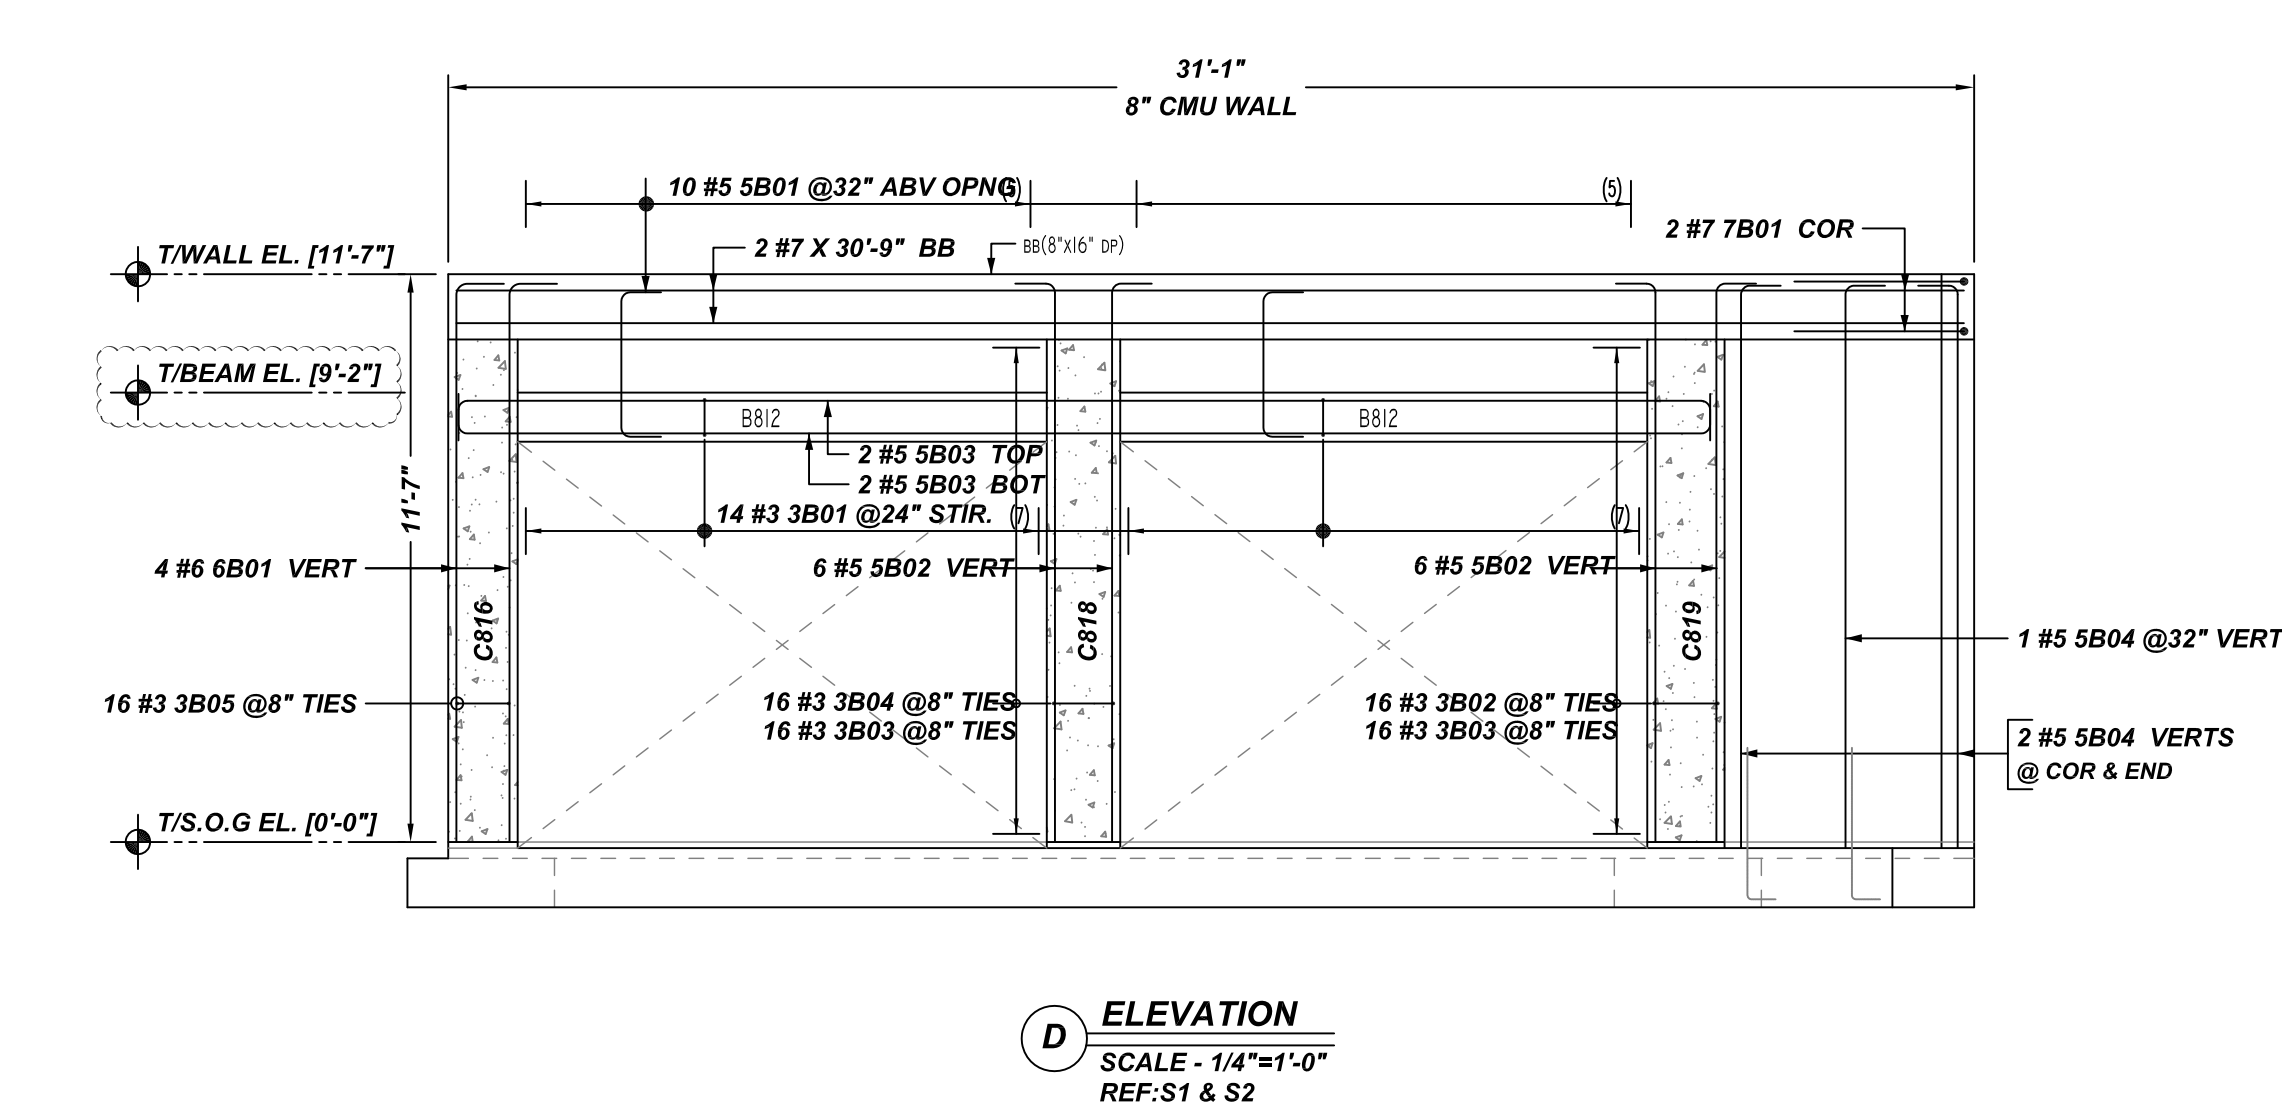 31'-1"
8" CMU WALL
10 #5 5B01 @32" ABV OPNG
(5)
2 #7 7B01 COR
2 #7 X 30'-9" BB
BB(8"X16" DP)
T/WALL EL. [11'-7"]
T/BEAM EL. [9'-2"]
B812
B812
2 #5 5B03 TOP
2 #5 5B03 BOT
11'-7"
14 #3 3B01 @24" STIR.
(7)
(7)
4 #6 6B01 VERT
6 #5 5B02 VERT
6 #5 5B02 VERT
C816
C818
C819
1 #5 5B04 @32" VERT
16 #3 3B05 @8" TIES
16 #3 3B04 @8" TIES
16 #3 3B03 @8" TIES
16 #3 3B02 @8" TIES
16 #3 3B03 @8" TIES
2 #5 5B04 VERTS
@ COR & END
T/S.O.G EL. [0'-0"]
D
ELEVATION
SCALE - 1/4"=1'-0"
REF:S1 & S2